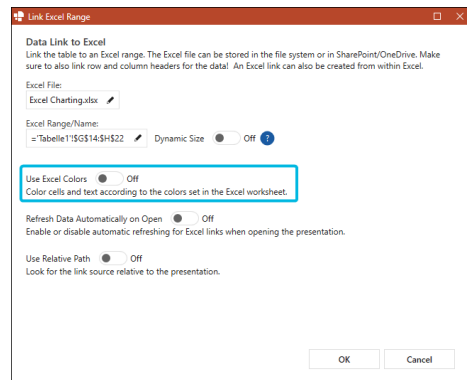 Link Excel Range
Data Link to Excel
Link the table to an Excel range. The Excel file can be stored in the file system or in SharePoint/OneDrive. Make
sure to also link row and column headers for the data! An Excel link can also be created from within Excel.
Excel File:
Excel Charting.xlsx
Excel Range/Name:
='Tabelle1'!$G$14:$H$22 Dynamic Size Off ?
Use Excel Colors Off
Color cells and text according to the colors set in the Excel worksheet.
Refresh Data Automatically on Open Off
Enable or disable automatic refreshing for Excel links when opening the presentation.
Use Relative Path Off
Look for the link source relative to the presentation.
OK Cancel